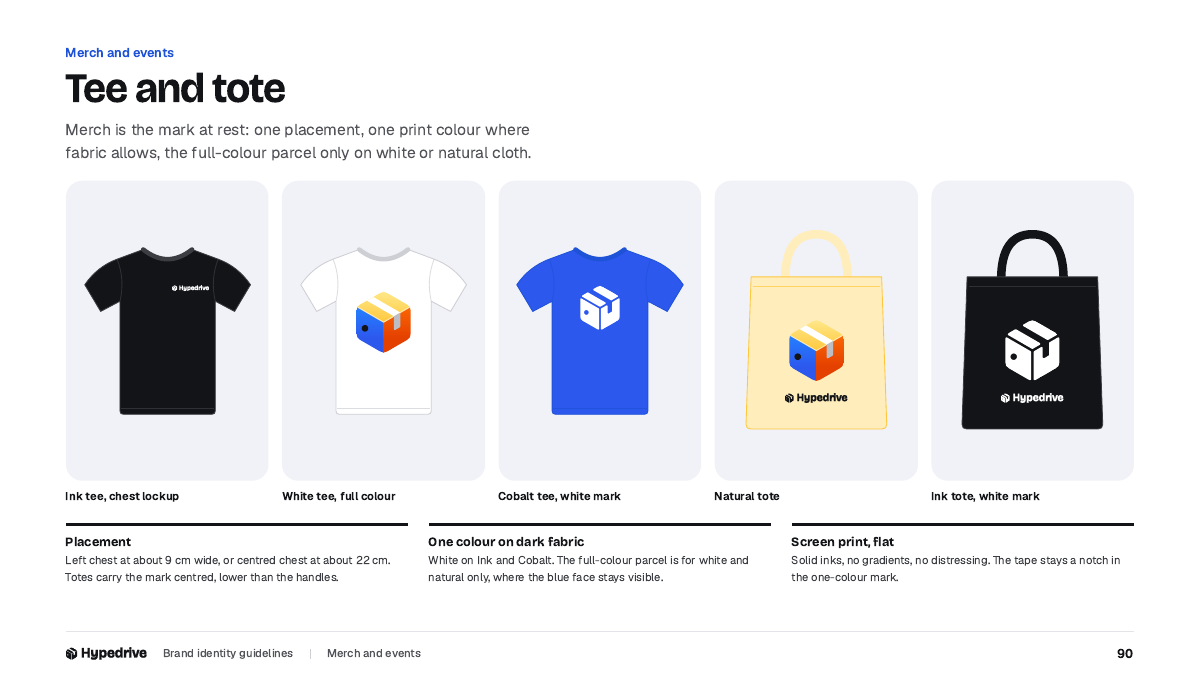 Merch and events
Tee and tote
Merch is the mark at rest: one placement, one print colour where
fabric allows, the full-colour parcel only on white or natural cloth.
Hypedrive
Hypedrive
Hypedrive
Ink tee, chest lockup
White tee, full colour
Cobalt tee, white mark
Natural tote
Ink tote, white mark
Placement
Left chest at about 9 cm wide, or centred chest at about 22 cm.
Totes carry the mark centred, lower than the handles.
One colour on dark fabric
White on Ink and Cobalt. The full-colour parcel is for white and
natural only, where the blue face stays visible.
Screen print, flat
Solid inks, no gradients, no distressing. The tape stays a notch in
the one-colour mark.
Hypedrive
Brand identity guidelines
Merch and events
90